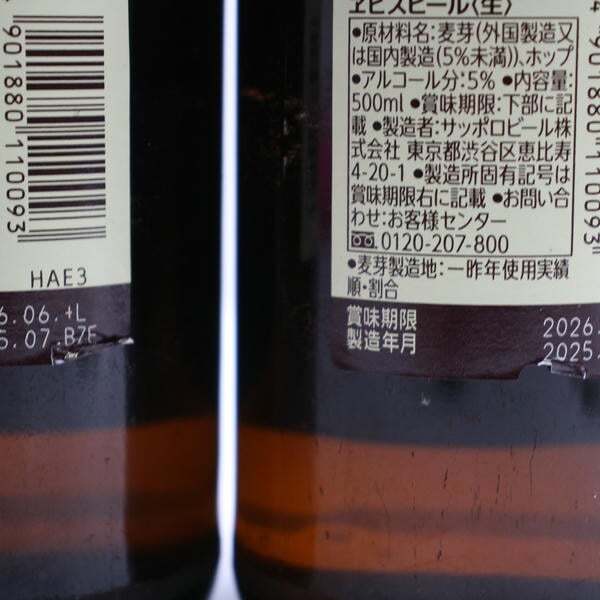 901880 110093
HAE3
6.06.+L
5.07.B7F
ヱビスビール〈生〉
●原材料名:麦芽(外国製造又
は国内製造(5%未満))、ホップ
●アルコール分:5% ●内容量:
500ml ●賞味期限:下部に記
載 ●製造者:サッポロビール株
式会社 東京都渋谷区恵比寿
4-20-1 ●製造所固有記号は
賞味期限右に記載 ●お問い合
わせ:お客様センター
0120-207-800
●麦芽製造地:一昨年使用実績
順・割合
賞味期限 2026.
製造年月 2025.
4 901880 110093